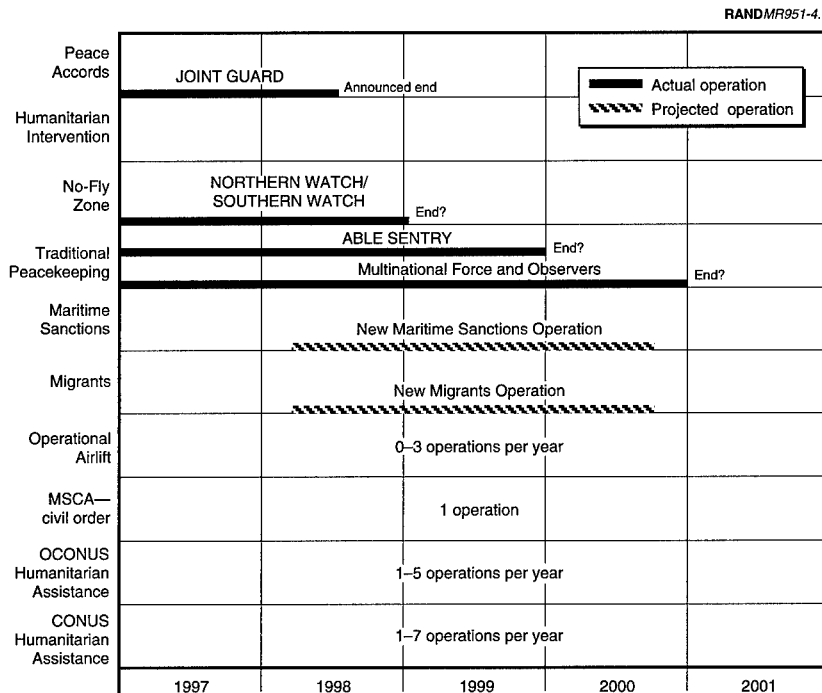 RANDMR951-4.
Peace
Accords
JOINT GUARD
Announced end
Actual operation
Projected operation
Humanitarian
Intervention
No-Fly
Zone
NORTHERN WATCH/
SOUTHERN WATCH
End?
Traditional
Peacekeeping
ABLE SENTRY
End?
Multinational Force and Observers
End?
Maritime
Sanctions
New Maritime Sanctions Operation
Migrants
New Migrants Operation
Operational
Airlift
0–3 operations per year
MSCA—
civil order
1 operation
OCONUS
Humanitarian
Assistance
1–5 operations per year
CONUS
Humanitarian
Assistance
1–7 operations per year
1997 1998 1999 2000 2001